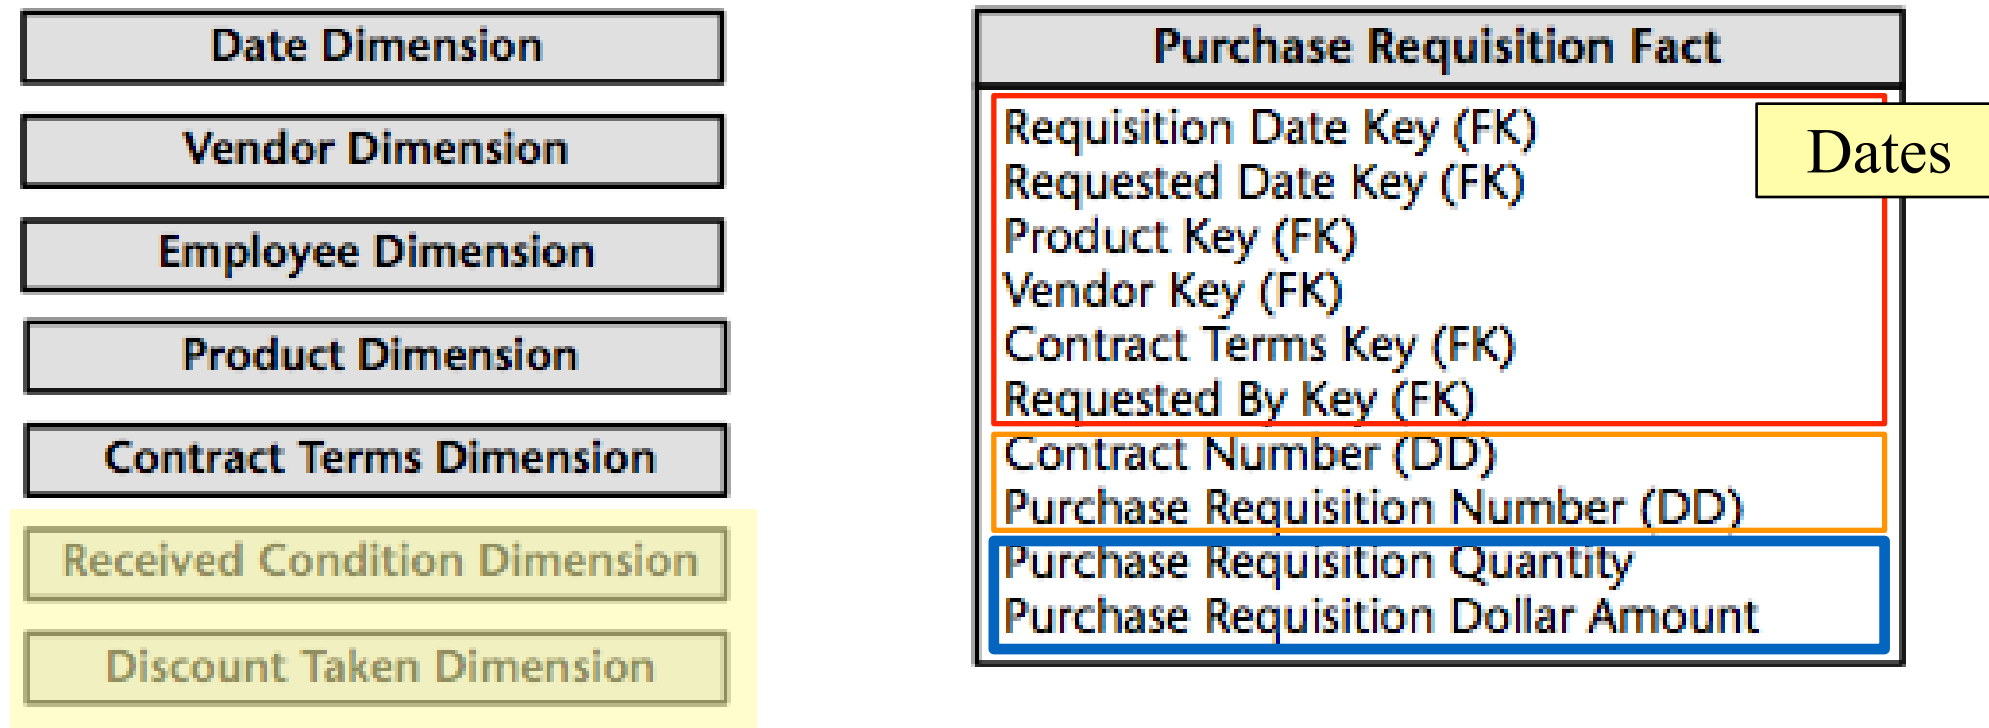 Date Dimension
Vendor Dimension
Employee Dimension
Product Dimension
Contract Terms Dimension
Received Condition Dimension
Discount Taken Dimension
Purchase Requisition Fact
Requisition Date Key (FK)
Requested Date Key (FK)
Product Key (FK)
Vendor Key (FK)
Contract Terms Key (FK)
Requested By Key (FK)
Contract Number (DD)
Purchase Requisition Number (DD)
Purchase Requisition Quantity
Purchase Requisition Dollar Amount
Dates